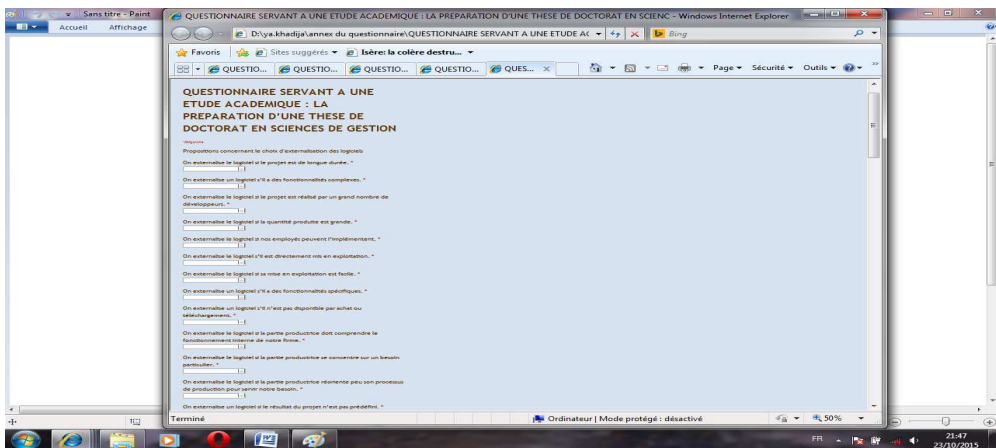 Sans titre - Paint
QUESTIONNAIRE SERVANT A UNE ETUDE ACADEMIQUE : LA PREPARATION D'UNE THESE DE DOCTORAT EN SCIENC - Windows Internet Explorer
Accueil Affichage
D:\ya.khadija\annex du questionnaire\QUESTIONNAIRE SERVANT A UNE ETUDE A( Bing
Favoris Sites suggérés Isère: la colère destru...
QUESTIO... QUESTIO... QUESTIO... QUESTIO... QUES... Page Sécurité Outils
QUESTIONNAIRE SERVANT A UNE
ETUDE ACADEMIQUE : LA
PREPARATION D'UNE THESE DE
DOCTORAT EN SCIENCES DE GESTION
Propositions concernant le choix d'externalisation des logiciels
On externalise le logiciel si le projet est de longue durée. *
On externalise un logiciel s'il a des fonctionnalités complexes. *
On externalise le logiciel si le projet est réalisé par un grand nombre de
développeurs. *
On externalise le logiciel si la quantité produite est grande. *
On externalise le logiciel si nos employés peuvent l'implémenter. *
On externalise le logiciel s'il est directement mis en exploitation. *
On externalise le logiciel si sa mise en exploitation est facile. *
On externalise un logiciel s'il a des fonctionnalités spécifiques. *
On externalise un logiciel s'il n'est pas disponible par achat ou
téléchargement. *
On externalise le logiciel si la partie productrice doit comprendre le
fonctionnement interne de notre firme. *
On externalise le logiciel si la partie productrice se concentre sur un besoin
particulier. *
On externalise le logiciel si la partie productrice réoriente peu son processus
de production pour servir notre besoin. *
On externalise un logiciel si le résultat du projet n'est pas prédéfini. *
Terminé Ordinateur | Mode protégé : désactivé 50%
FR 21:47
23/10/2015